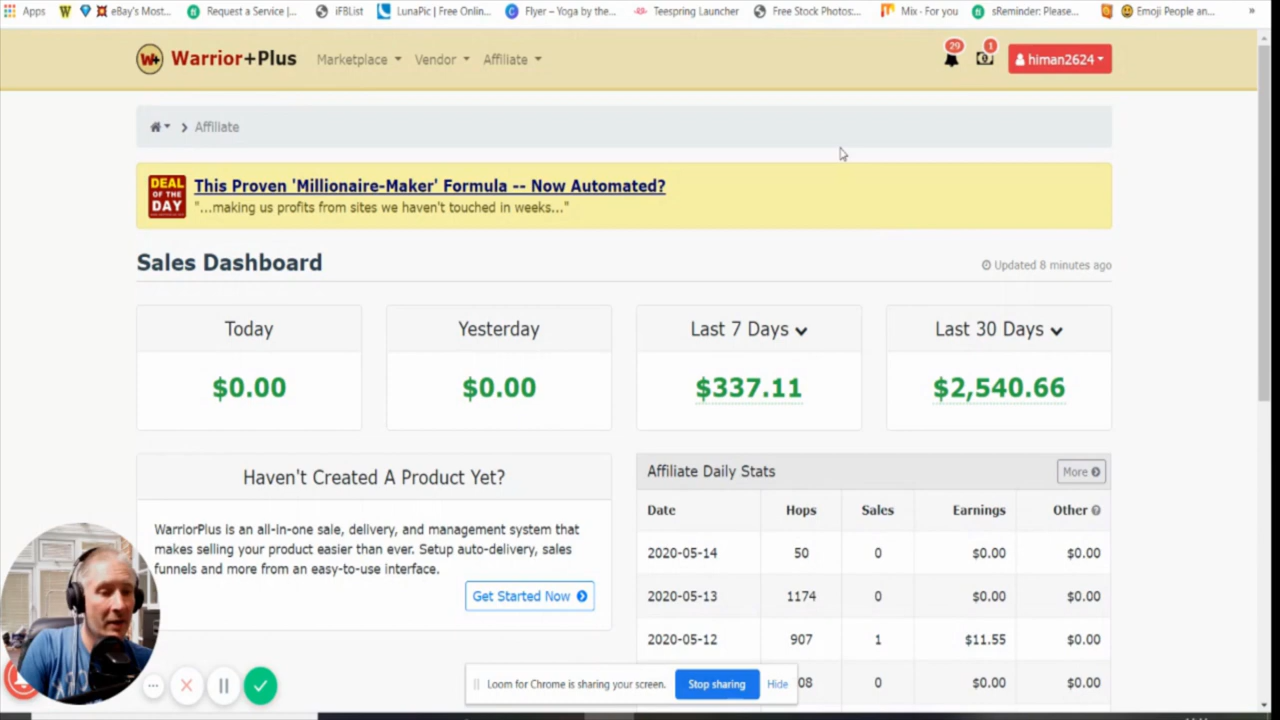 Apps
eBay's Most...
Request a Service |...
iFBList
LunaPic | Free Onlin...
Flyer – Yoga by the...
Teespring Launcher
Free Stock Photos:...
Mix - For you
sReminder: Please...
Emoji People an...
»
W+ Warrior+Plus
Marketplace
Vendor
Affiliate
29
1
himan2624
Affiliate
DEAL OF THE DAY
This Proven 'Millionaire-Maker' Formula -- Now Automated?
"...making us profits from sites we haven't touched in weeks..."
Sales Dashboard
Updated 8 minutes ago
Today
Yesterday
Last 7 Days
Last 30 Days
$0.00
$0.00
$337.11
$2,540.66
Haven't Created A Product Yet?
WarriorPlus is an all-in-one sale, delivery, and management system that
makes selling your product easier than ever. Setup auto-delivery, sales
funnels and more from an easy-to-use interface.
Get Started Now
Affiliate Daily Stats
More
Date Hops Sales Earnings Other
2020-05-14 50 0 $0.00 $0.00
2020-05-13 1174 0 $0.00 $0.00
2020-05-12 907 1 $11.55 $0.00
08 0 $0.00 $0.00
Loom for Chrome is sharing your screen.
Stop sharing
Hide